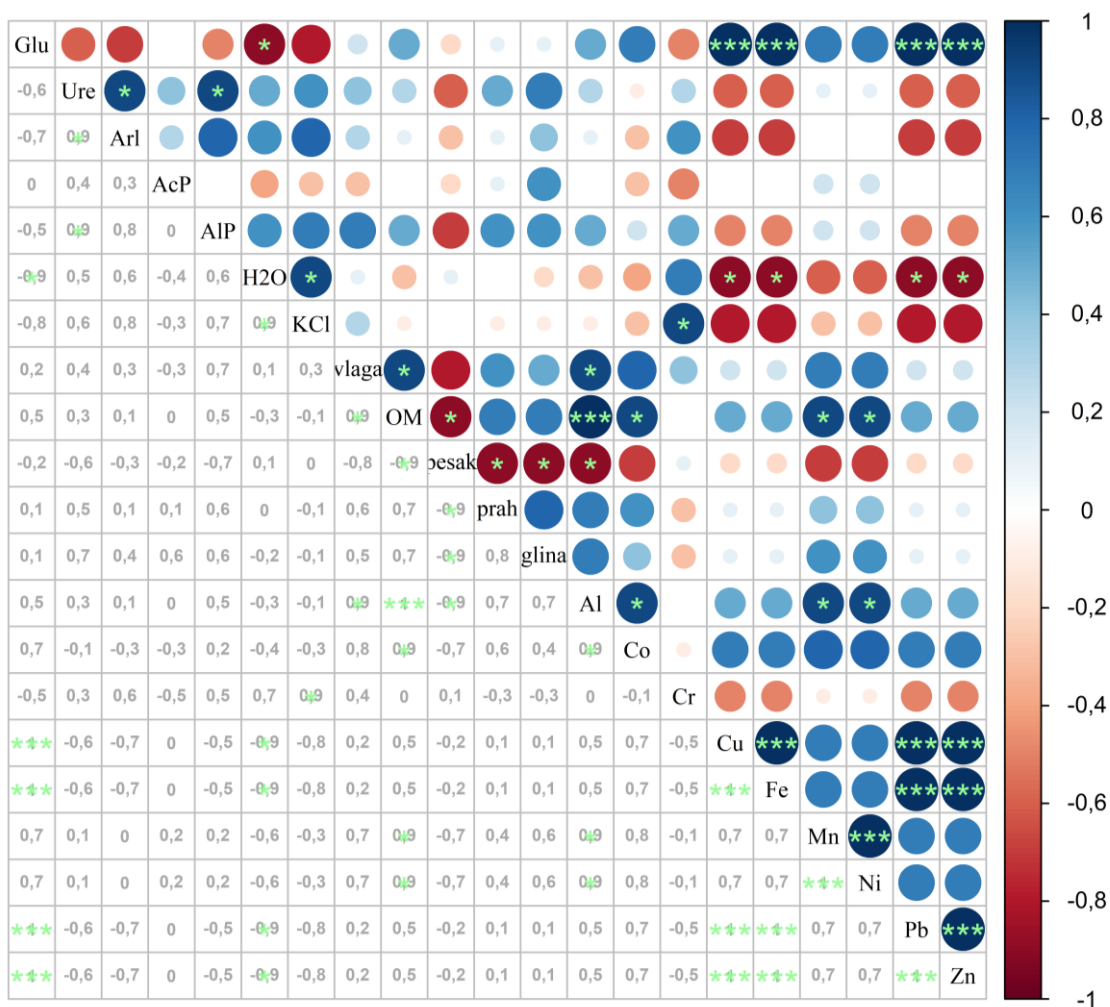 Glu * *** *** *** ***
-0,6 Ure * *
-0,7 0,9* Arl
0 0,4 0,3 AcP
-0,5 0,9* 0,8 0 AlP
-0,9* 0,5 0,6 -0,4 0,6 H2O * * * * *
-0,8 0,6 0,8 -0,3 0,7 0,9* KCl *
0,2 0,4 0,3 -0,3 0,7 0,1 0,3 vlaga * *
0,5 0,3 0,1 0 0,5 -0,3 -0,1 0,9* OM * *** * * *
-0,2 -0,6 -0,3 -0,2 -0,7 0,1 0 -0,8 -0,9* pesak * * *
0,1 0,5 0,1 0,1 0,6 0 -0,1 0,6 0,7 -0,9* prah
0,1 0,7 0,4 0,6 0,6 -0,2 -0,1 0,5 0,7 -0,9* 0,8 glina
0,5 0,3 0,1 0 0,5 -0,3 -0,1 0,9* *** -0,9* 0,7 0,7 Al * * *
0,7 -0,1 -0,3 -0,3 0,2 -0,4 -0,3 0,8 0,9* -0,7 0,6 0,4 0,9* Co
-0,5 0,3 0,6 -0,5 0,5 0,7 0,9* 0,4 0 0,1 -0,3 -0,3 0 -0,1 Cr
*** -0,6 -0,7 0 -0,5 -0,9* -0,8 0,2 0,5 -0,2 0,1 0,1 0,5 0,7 -0,5 Cu *** *** ***
*** -0,6 -0,7 0 -0,5 -0,9* -0,8 0,2 0,5 -0,2 0,1 0,1 0,5 0,7 -0,5 *** Fe *** ***
0,7 0,1 0 0,2 0,2 -0,6 -0,3 0,7 0,9* -0,7 0,4 0,6 0,9* 0,8 -0,1 0,7 0,7 Mn ***
0,7 0,1 0 0,2 0,2 -0,6 -0,3 0,7 0,9* -0,7 0,4 0,6 0,9* 0,8 -0,1 0,7 0,7 *** Ni
*** -0,6 -0,7 0 -0,5 -0,9* -0,8 0,2 0,5 -0,2 0,1 0,1 0,5 0,7 -0,5 *** *** 0,7 0,7 Pb ***
*** -0,6 -0,7 0 -0,5 -0,9* -0,8 0,2 0,5 -0,2 0,1 0,1 0,5 0,7 -0,5 *** *** 0,7 0,7 *** Zn
1
0,8
0,6
0,4
0,2
0
-0,2
-0,4
-0,6
-0,8
-1